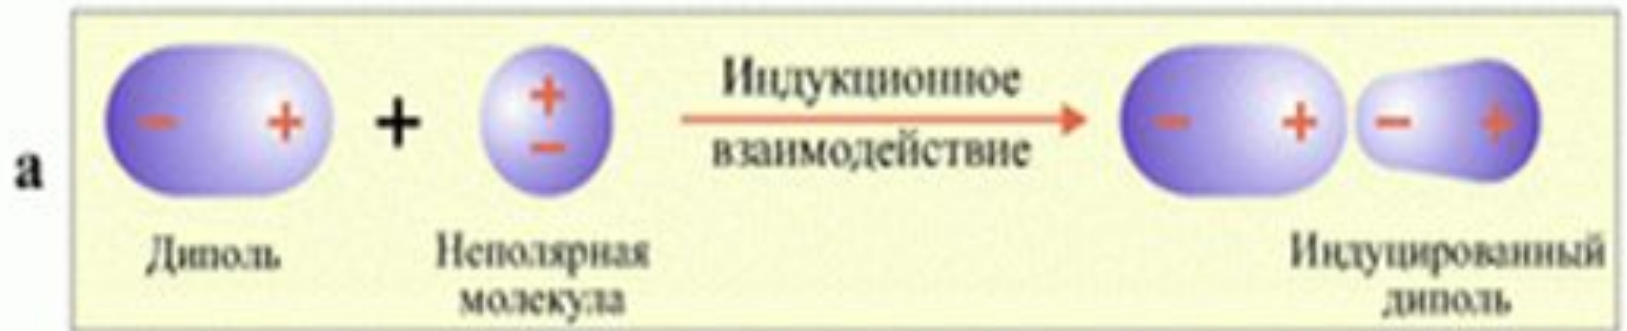 а
− +
+
+
−
Индукционное
взаимодействие
− + − +
Диполь
Неполярная
молекула
Индуцированный
диполь